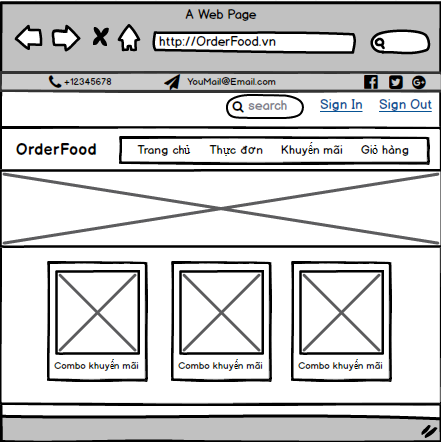 A Web Page
http://OrderFood.vn
+12345678 YouMail@Email.com
search Sign In Sign Out
OrderFood Trang chủ Thực đơn Khuyến mãi Giỏ hàng
Combo khuyến mãi Combo khuyến mãi Combo khuyến mãi